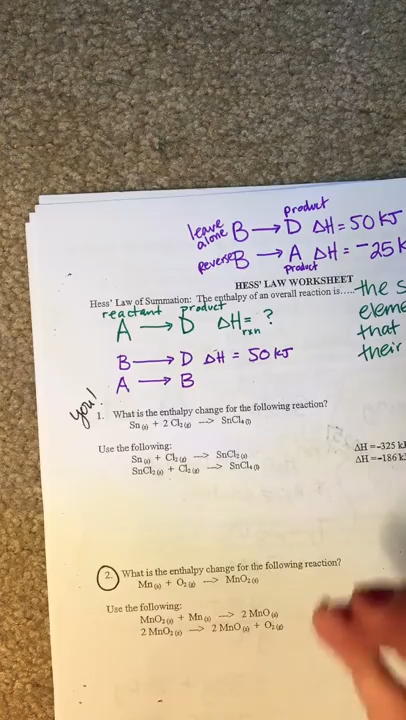 leave alone B → D ΔH = 50 KJ
product
reverse B → A ΔH = -25 K
Product
HESS' LAW WORKSHEET
Hess' Law of Summation: The enthalpy of an overall reaction is..... the s
reactant product
A → D ΔHrxn = ?
eleme
that
their
B → D ΔH = 50 KJ
A → B
you!
1. What is the enthalpy change for the following reaction?
Sn (s) + 2 Cl2 (g) --> SnCl4 (l)
Use the following:
Sn (s) + Cl2 (g) --> SnCl2 (s) ΔH = -325 kJ
SnCl2 (s) + Cl2 (g) --> SnCl4 (l) ΔH = -186 k
2. What is the enthalpy change for the following reaction?
Mn (s) + O2 (g) --> MnO2 (s)
Use the following:
MnO2 (s) + Mn (s) --> 2 MnO (s)
2 MnO2 (s) --> 2 MnO (s) + O2 (g)